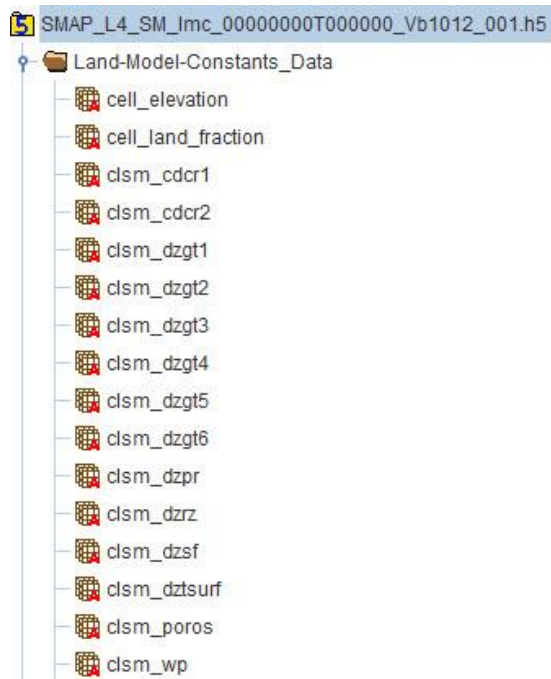 SMAP_L4_SM_lmc_00000000T000000_Vb1012_001.h5
Land-Model-Constants_Data
cell_elevation
cell_land_fraction
clsm_cdcr1
clsm_cdcr2
clsm_dzgt1
clsm_dzgt2
clsm_dzgt3
clsm_dzgt4
clsm_dzgt5
clsm_dzgt6
clsm_dzpr
clsm_dzrz
clsm_dzsf
clsm_dztsurf
clsm_poros
clsm_wp